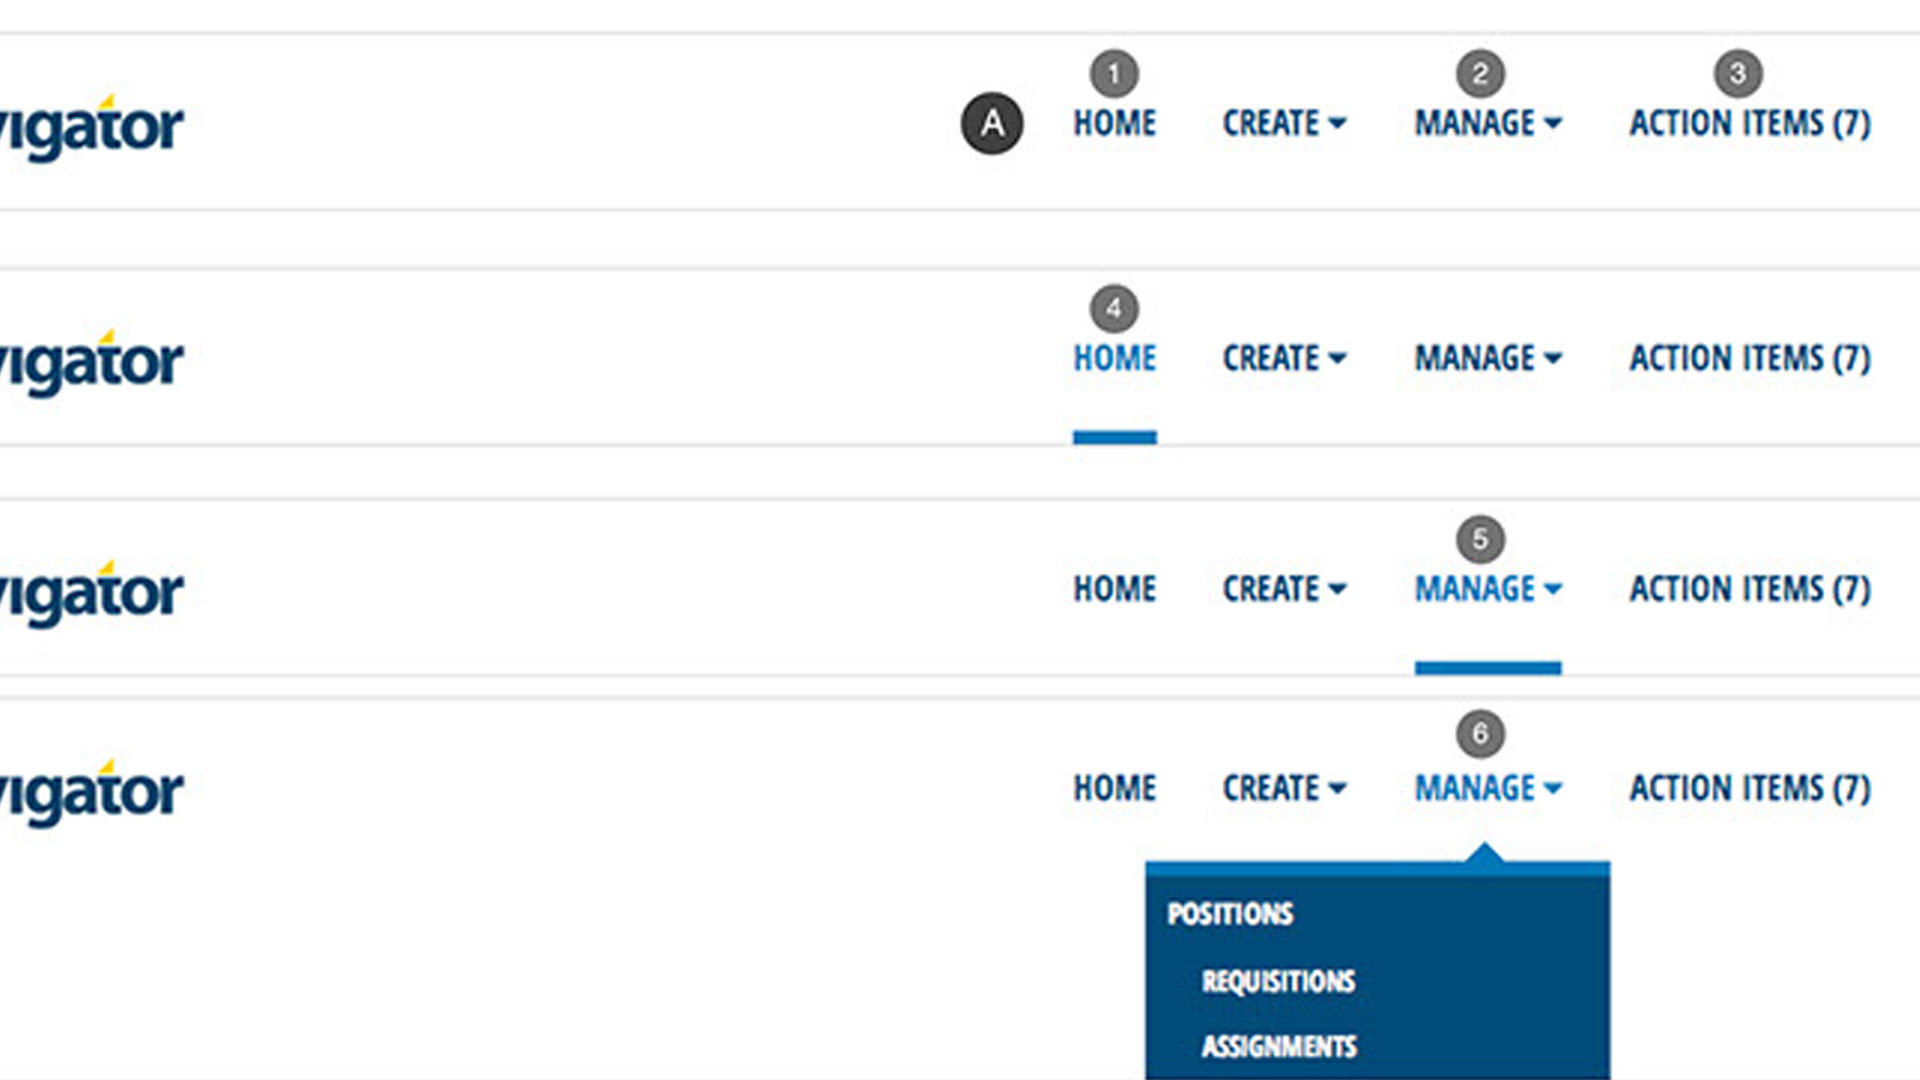 1 2 3
vigator A HOME CREATE MANAGE ACTION ITEMS (7)
4
vigator HOME CREATE MANAGE ACTION ITEMS (7)
5
vigator HOME CREATE MANAGE ACTION ITEMS (7)
6
vigator HOME CREATE MANAGE ACTION ITEMS (7)
POSITIONS
REQUISITIONS
ASSIGNMENTS